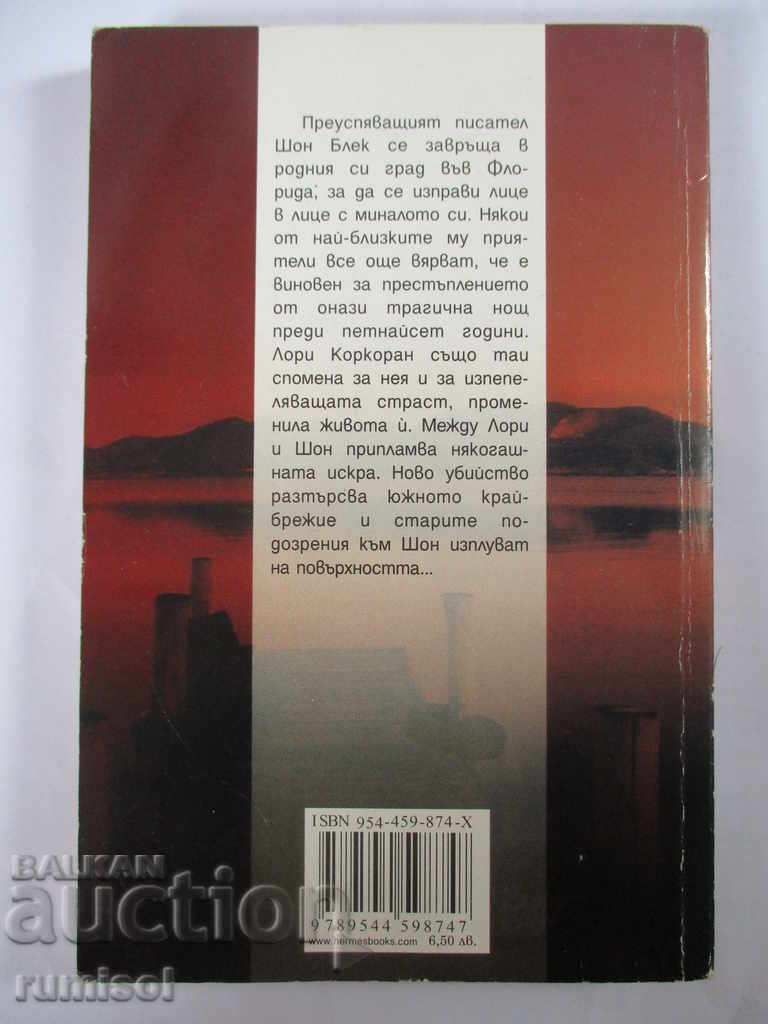 Преуспяващият писател
Шон Блек се завръща в
родния си град във Фло-
рида, за да се изправи лице
в лице с миналото си. Някои
от най-близките му прия-
тели все още вярват, че е
виновен за престъплението
от онази трагична нощ
преди петнайсет години.
Лори Коркоран също таи
спомена за нея и за изпепе-
ляващата страст, проме-
нила живота ѝ. Между Лори
и Шон припламва някогаш-
ната искра. Ново убийство
разтърсва южното край-
брежие и старите по-
дозрения към Шон изплуват
на повърхността...
ISBN 954-459-874-X
9 789544 598747
www.hermesbooks.com 6,50 лв.
BALKAN
auction
rumisol